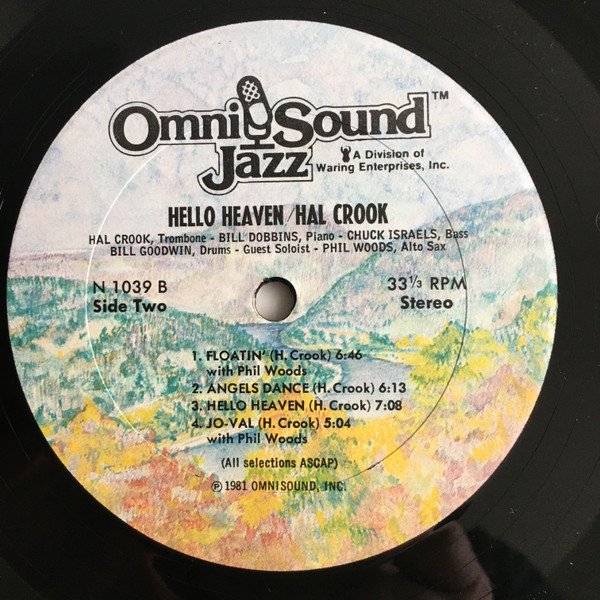 Omni Sound™
Jazz
A Division of
Waring Enterprises, Inc.
HELLO HEAVEN/HAL CROOK
HAL CROOK, Trombone - BILL DOBBINS, Piano - CHUCK ISRAELS, Bass
BILL GOODWIN, Drums - Guest Soloist - PHIL WOODS, Alto Sax
N 1039 B
Side Two
33⅓ RPM
Stereo
1. FLOATIN' (H. Crook) 6:46
with Phil Woods
2. ANGELS DANCE (H. Crook) 6:13
3. HELLO HEAVEN (H. Crook) 7:08
4. JO-VAL (H. Crook) 5:04
with Phil Woods
(All selections ASCAP)
℗ 1981 OMNISOUND, INC.